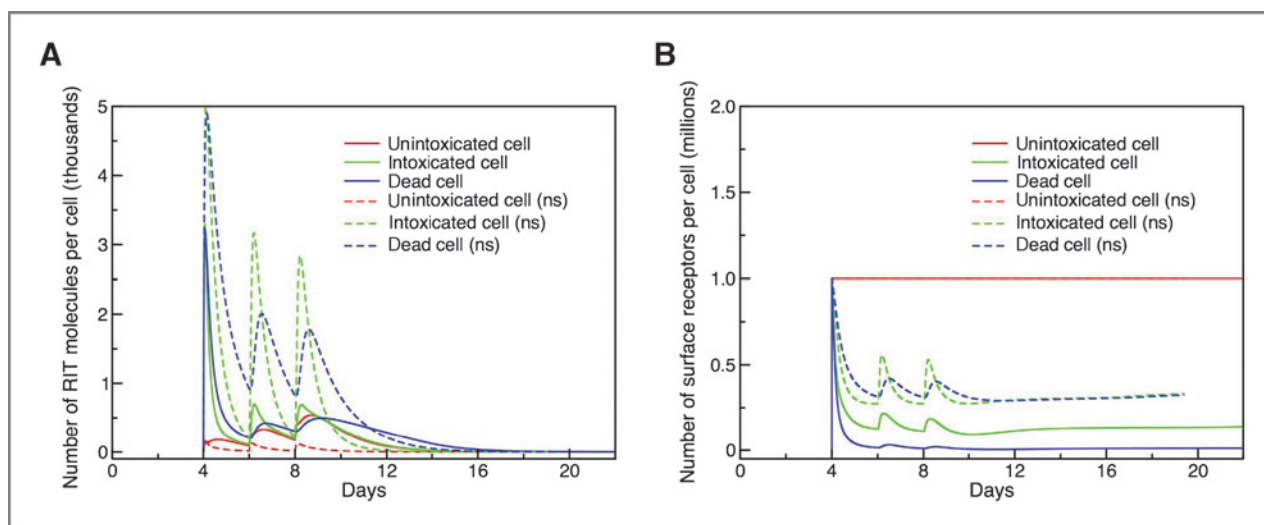 A
Number of RIT molecules per cell (thousands)
5
4
3
2
1
0
Unintoxicated cell
Intoxicated cell
Dead cell
Unintoxicated cell (ns)
Intoxicated cell (ns)
Dead cell (ns)
0 4 8 12 16 20
Days
B
Number of surface receptors per cell (millions)
2.0
1.5
1.0
0.5
0
Unintoxicated cell
Intoxicated cell
Dead cell
Unintoxicated cell (ns)
Intoxicated cell (ns)
Dead cell (ns)
0 4 8 12 16 20
Days